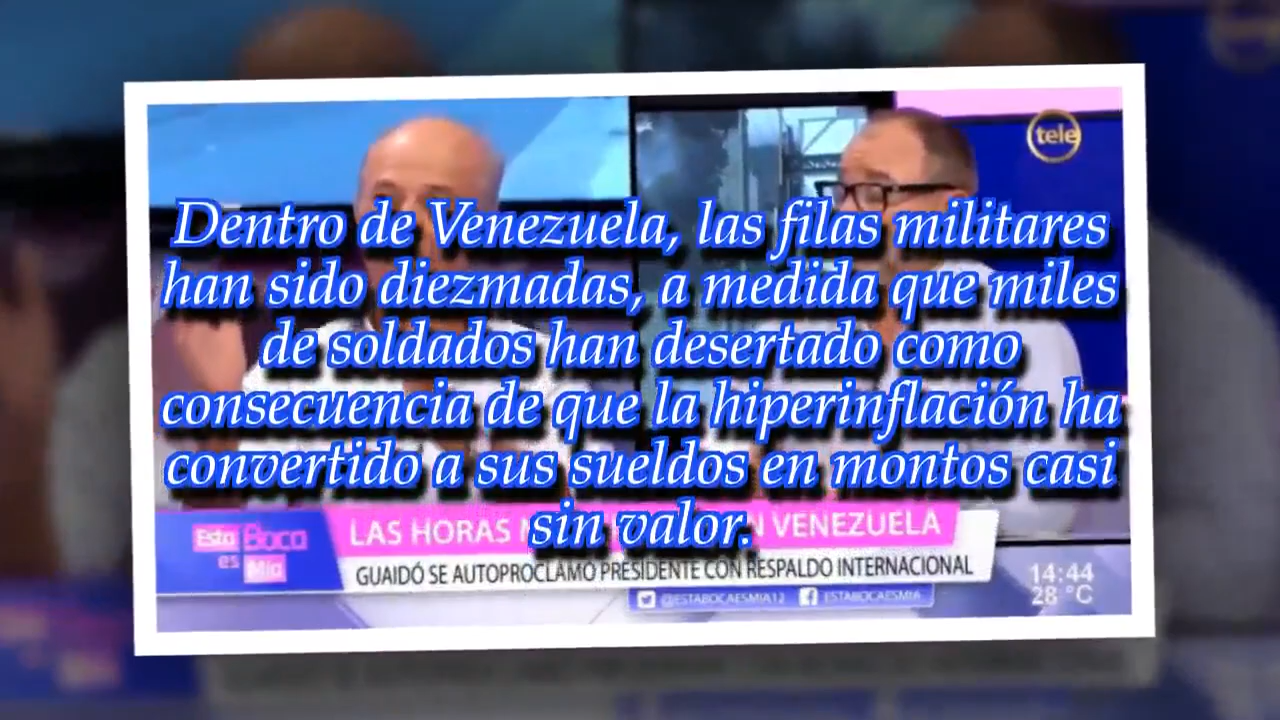 tele
Dentro de Venezuela, las filas militares
han sido diezmadas, a medida que miles
de soldados han desertado como
consecuencia de que la hiperinflación ha
convertido a sus sueldos en montos casi
sin valor.
Esta Boca
es Mía
LAS HORAS VENEZUELA
GUAIDÓ SE AUTOPROCLAMÓ PRESIDENTE CON RESPALDO INTERNACIONAL
@ESTABOCAESMIA12 ESTABOCAESMIA
14:44
28 °C